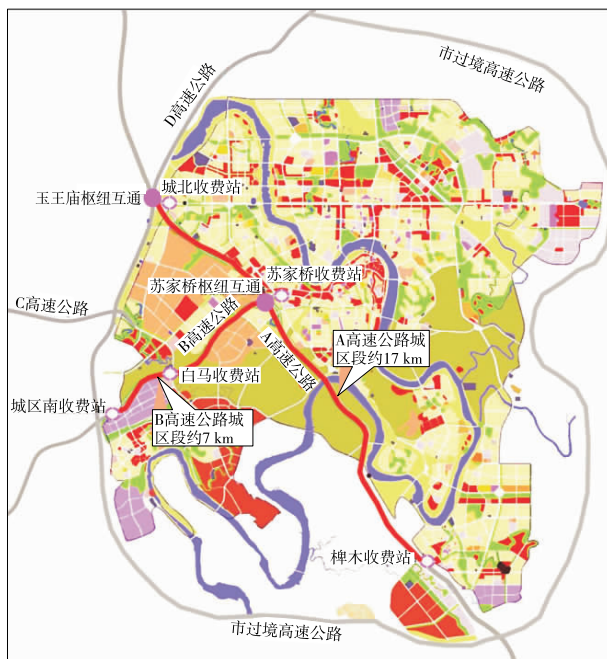 市过境高速公路
D高速公路
城北收费站
玉王庙枢纽互通
苏家桥收费站
苏家桥枢纽互通
C高速公路
B高速公路
A高速公路
A高速公路城
区段约17 km
白马收费站
城区南收费站
B高速公路城
区段约7 km
椑木收费站
市过境高速公路